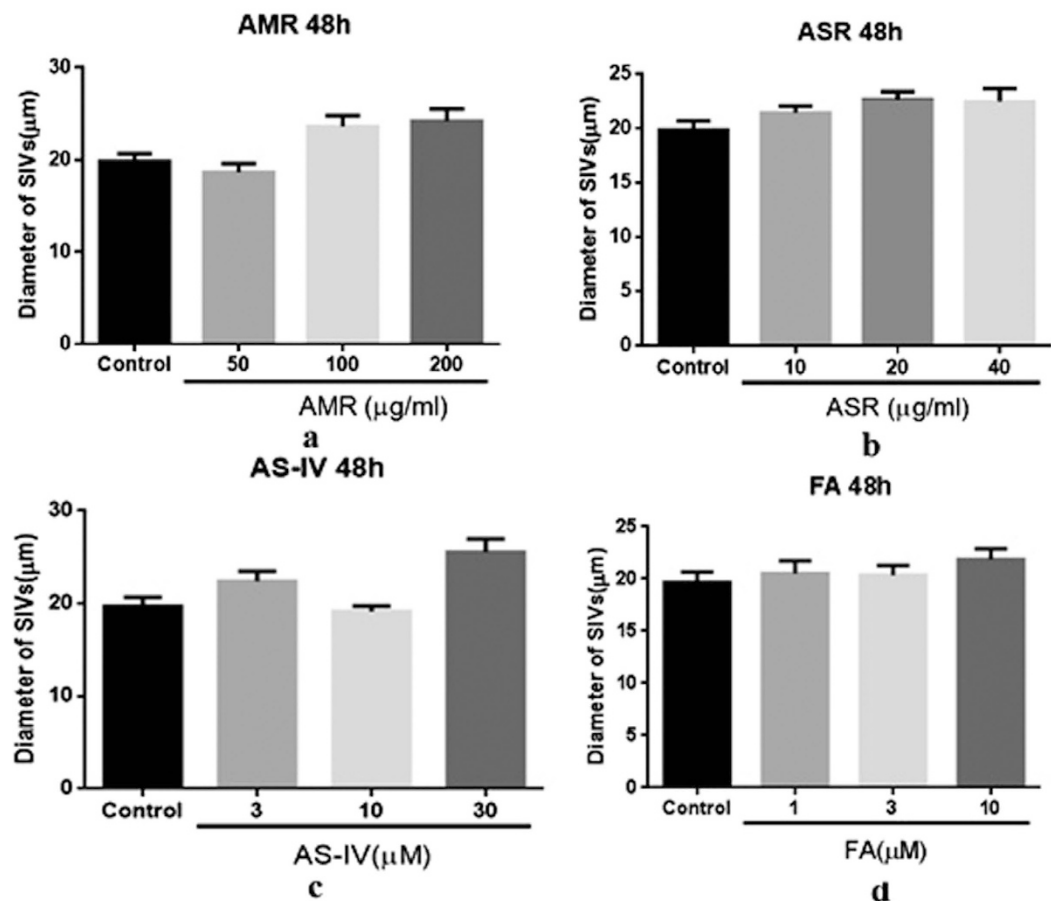 AMR 48h
Diameter of SIVs(μm)
30
20
10
0
Control 50 100 200
AMR (μg/ml)
a
ASR 48h
Diameter of SIVs(μm)
25
20
15
10
5
0
Control 10 20 40
ASR (μg/ml)
b
AS-IV 48h
Diameter of SIVs(μm)
30
20
10
0
Control 3 10 30
AS-IV(μM)
c
FA 48h
Diameter of SIVs(μm)
25
20
15
10
5
0
Control 1 3 10
FA(μM)
d